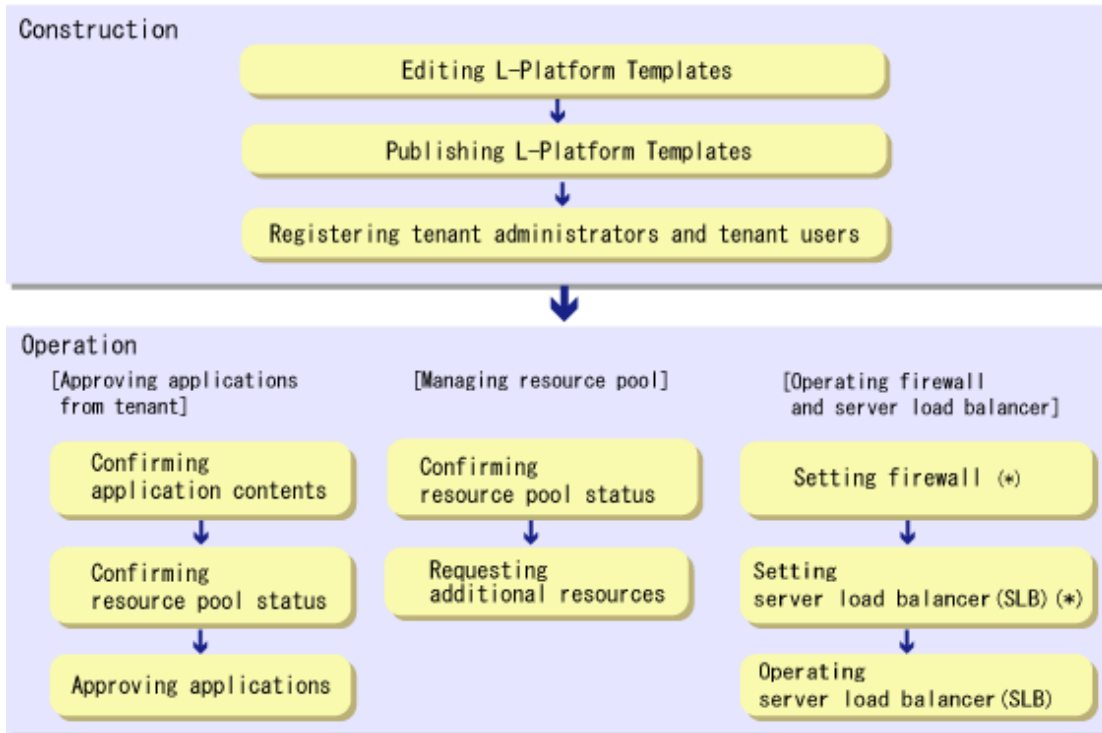 Construction
Editing L-Platform Templates
Publishing L-Platform Templates
Registering tenant administrators and tenant users
Operation
[Approving applications
from tenant]
Confirming
application contents
Confirming
resource pool status
Approving applications
[Managing resource pool]
Confirming
resource pool status
Requesting
additional resources
[Operating firewall
and server load balancer]
Setting firewall (*)
Setting
server load balancer(SLB)(*)
Operating
server load balancer(SLB)